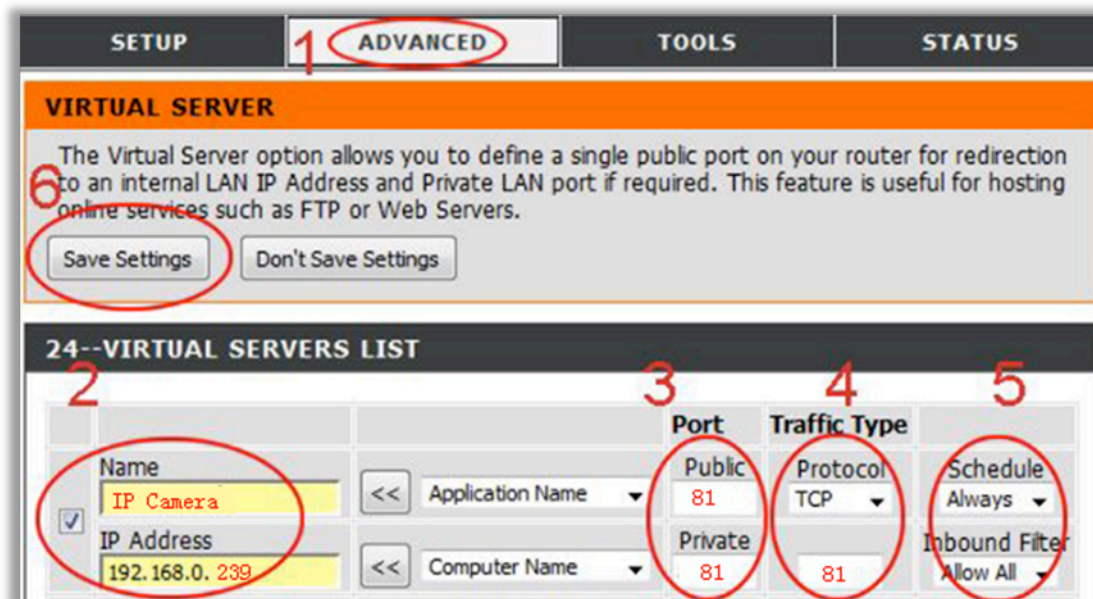 SETUP 1 ADVANCED TOOLS STATUS
VIRTUAL SERVER
The Virtual Server option allows you to define a single public port on your router for redirection
6 to an internal LAN IP Address and Private LAN port if required. This feature is useful for hosting
online services such as FTP or Web Servers.
Save Settings Don't Save Settings
24--VIRTUAL SERVERS LIST
2 3 4 5
Port Traffic Type
Name Public Protocol Schedule
IP Camera << Application Name 81 TCP Always
IP Address Private Inbound Filter
192.168.0. 239 << Computer Name 81 81 Allow All